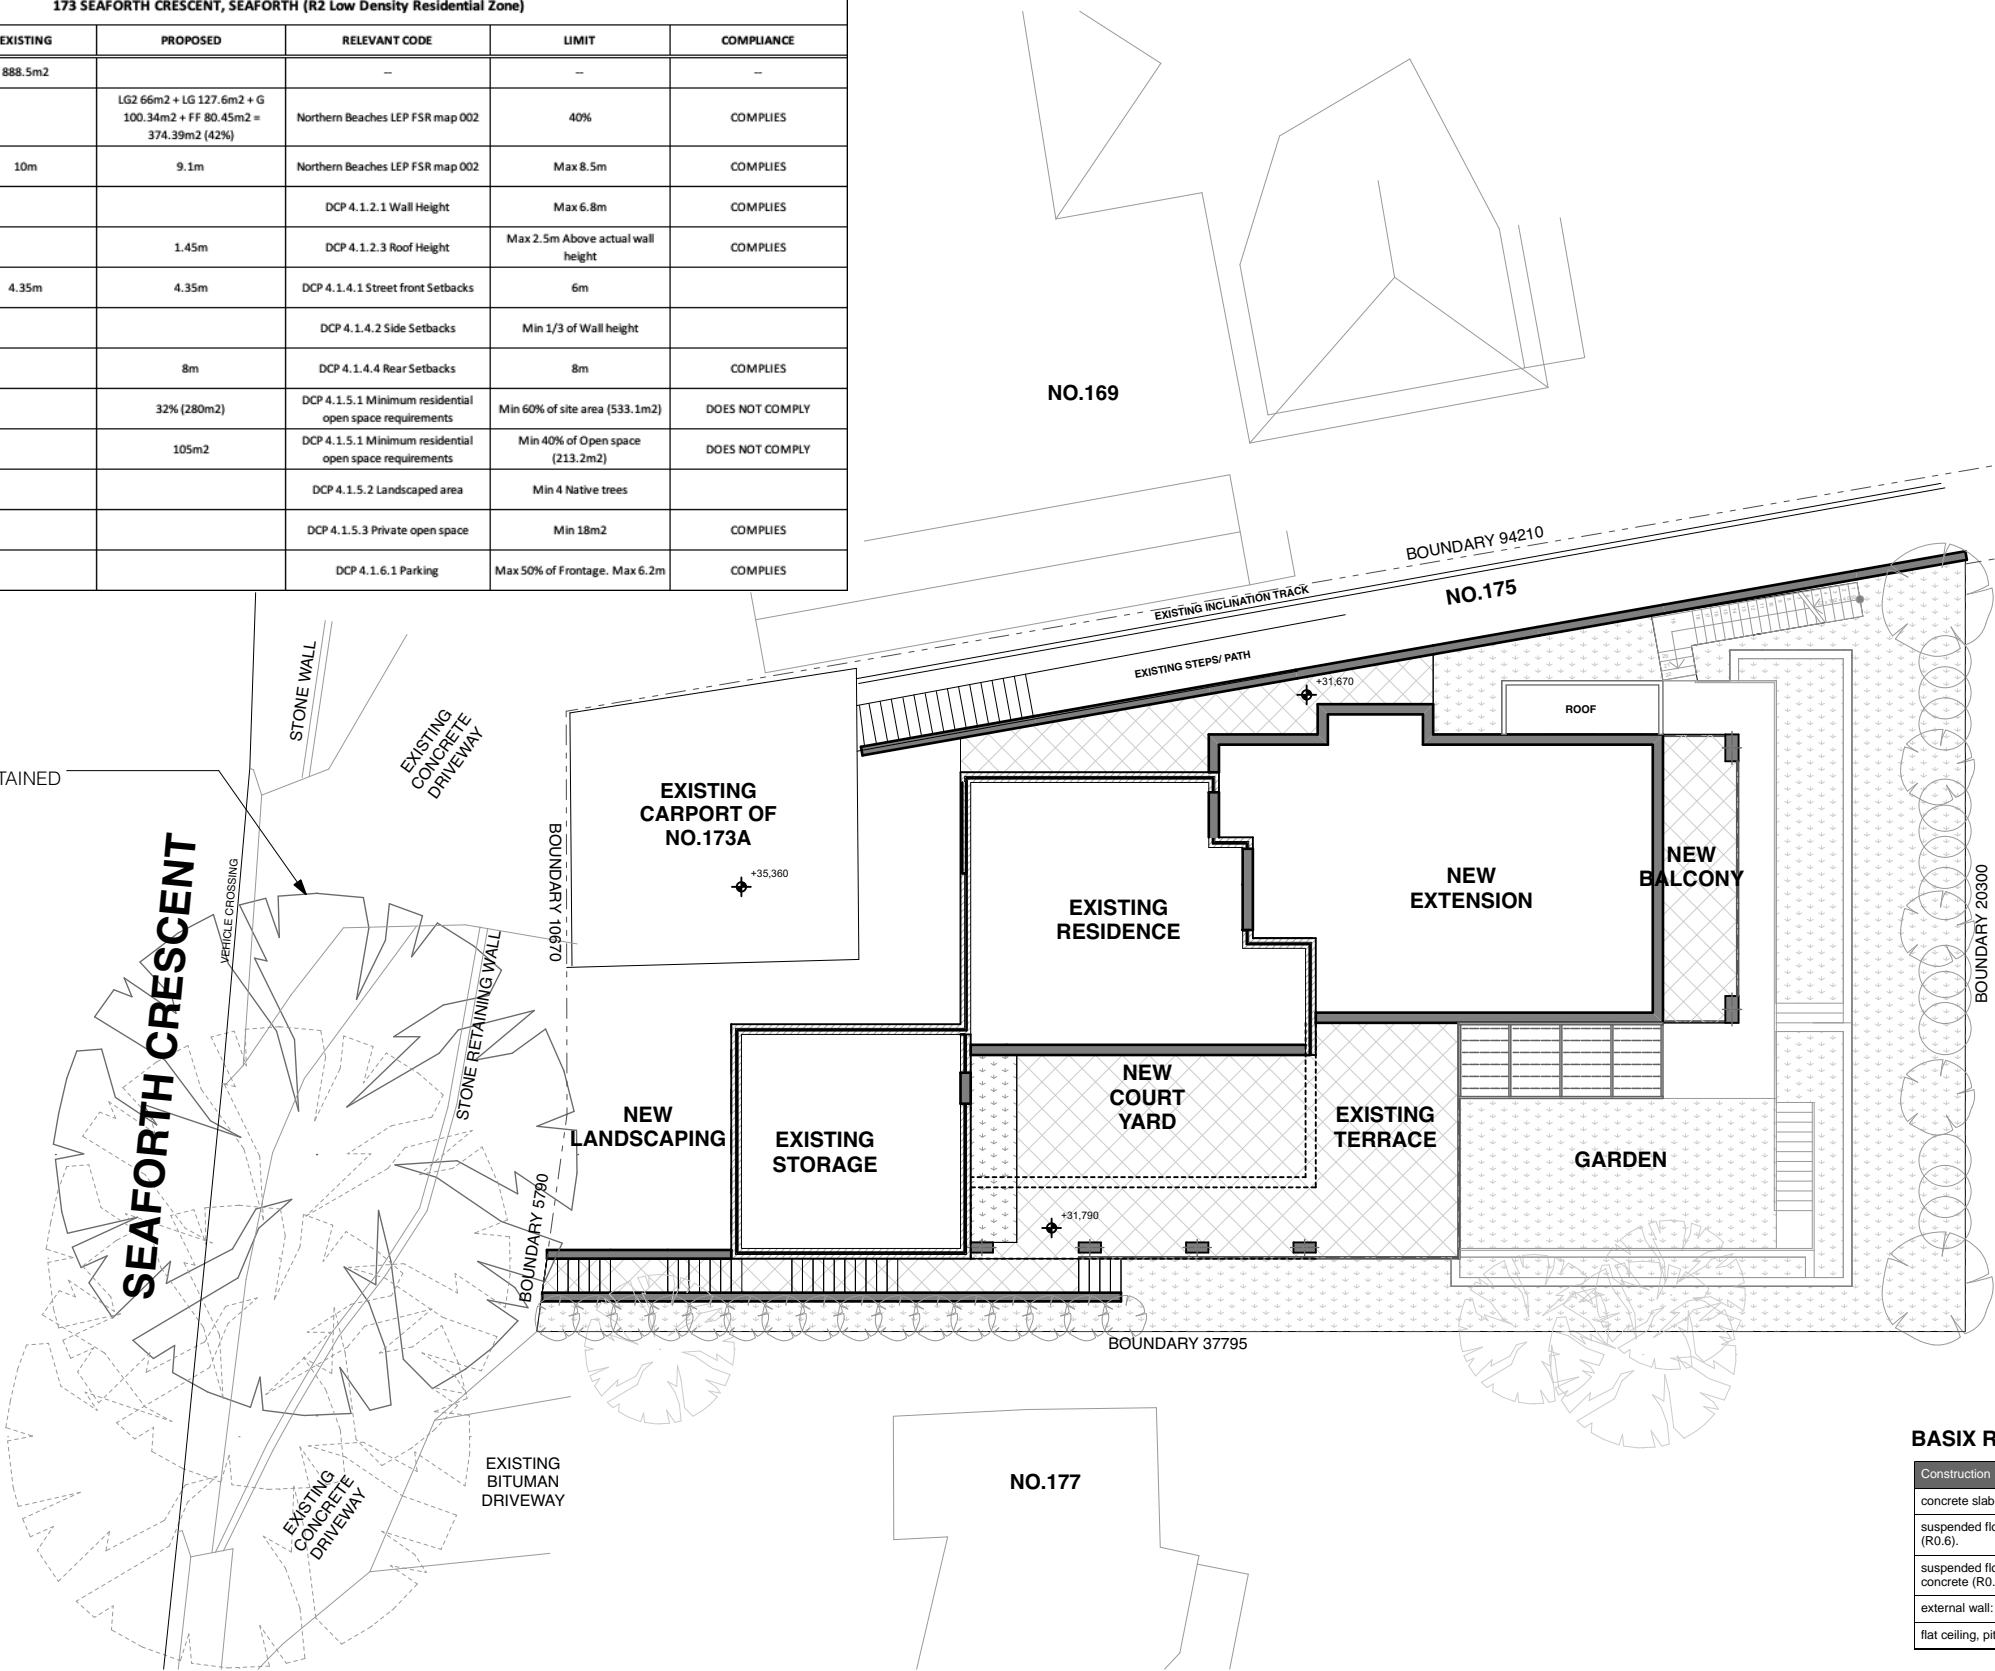 173 SEAFORTH CRESCENT, SEAFORTH (R2 Low Density Residential Zone)
EXISTING PROPOSED RELEVANT CODE LIMIT COMPLIANCE
888.5m2 -- -- --
LG2 66m2 + LG 127.6m2 + G
100.34m2 + FF 80.45m2 =
374.39m2 (42%)
Northern Beaches LEP FSR map 002 40% COMPLIES
10m 9.1m Northern Beaches LEP FSR map 002 Max 8.5m COMPLIES
DCP 4.1.2.1 Wall Height Max 6.8m COMPLIES
1.45m DCP 4.1.2.3 Roof Height Max 2.5m Above actual wall
height
COMPLIES
4.35m 4.35m DCP 4.1.4.1 Street front Setbacks 6m
DCP 4.1.4.2 Side Setbacks Min 1/3 of Wall height
8m DCP 4.1.4.4 Rear Setbacks 8m COMPLIES
32% (280m2) DCP 4.1.5.1 Minimum residential
open space requirements
Min 60% of site area (533.1m2) DOES NOT COMPLY
105m2 DCP 4.1.5.1 Minimum residential
open space requirements
Min 40% of Open space
(213.2m2)
DOES NOT COMPLY
DCP 4.1.5.2 Landscaped area Min 4 Native trees
DCP 4.1.5.3 Private open space Min 18m2 COMPLIES
DCP 4.1.6.1 Parking Max 50% of Frontage. Max 6.2m COMPLIES
NO.169
BOUNDARY 94210
NO.175
EXISTING INCLINATION TRACK
EXISTING STEPS/ PATH
+31,670
ROOF
STONE WALL
EXISTING
CONCRETE
DRIVEWAY
TAINED
EXISTING
CARPORT OF
NO.173A
+35,360
BOUNDARY 10670
VEHICLE CROSSING
SEAFORTH CRESCENT
STONE RETAINING WALL
EXISTING
RESIDENCE
NEW
EXTENSION
NEW
BALCONY
BOUNDARY 20300
NEW
LANDSCAPING
EXISTING
STORAGE
NEW
COURT
YARD
EXISTING
TERRACE
GARDEN
+31,790
BOUNDARY 5790
BOUNDARY 37795
EXISTING
BITUMAN
DRIVEWAY
EXISTING
CONCRETE
DRIVEWAY
NO.177
BASIX R
Construction
concrete slab
suspended flo
(R0.6).
suspended flo
concrete (R0.
external wall:
flat ceiling, pit